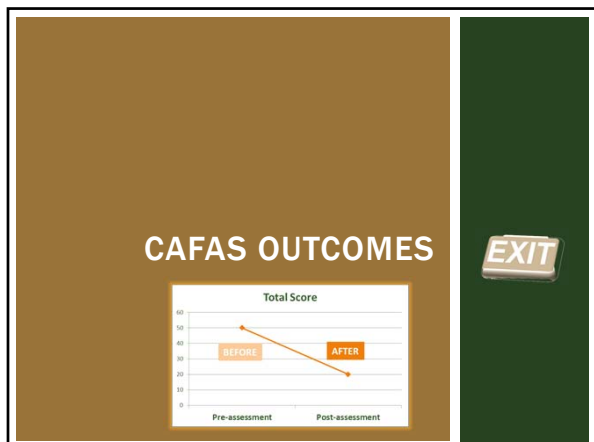 CAFAS OUTCOMES
EXIT
Total Score
60
50
40
30
20
10
0
BEFORE
AFTER
Pre-assessment
Post-assessment